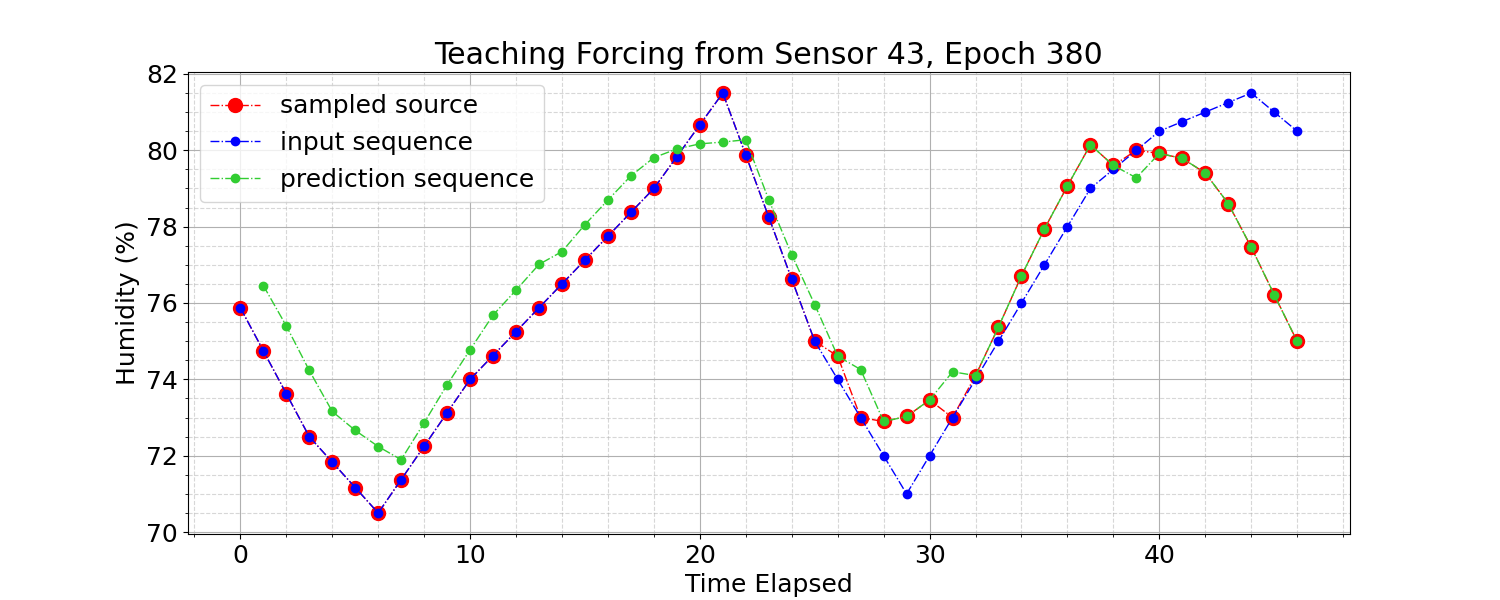 Teaching Forcing from Sensor 43, Epoch 380
82
80
78
76
74
72
70
Humidity (%)
sampled source
input sequence
prediction sequence
0 10 20 30 40
Time Elapsed